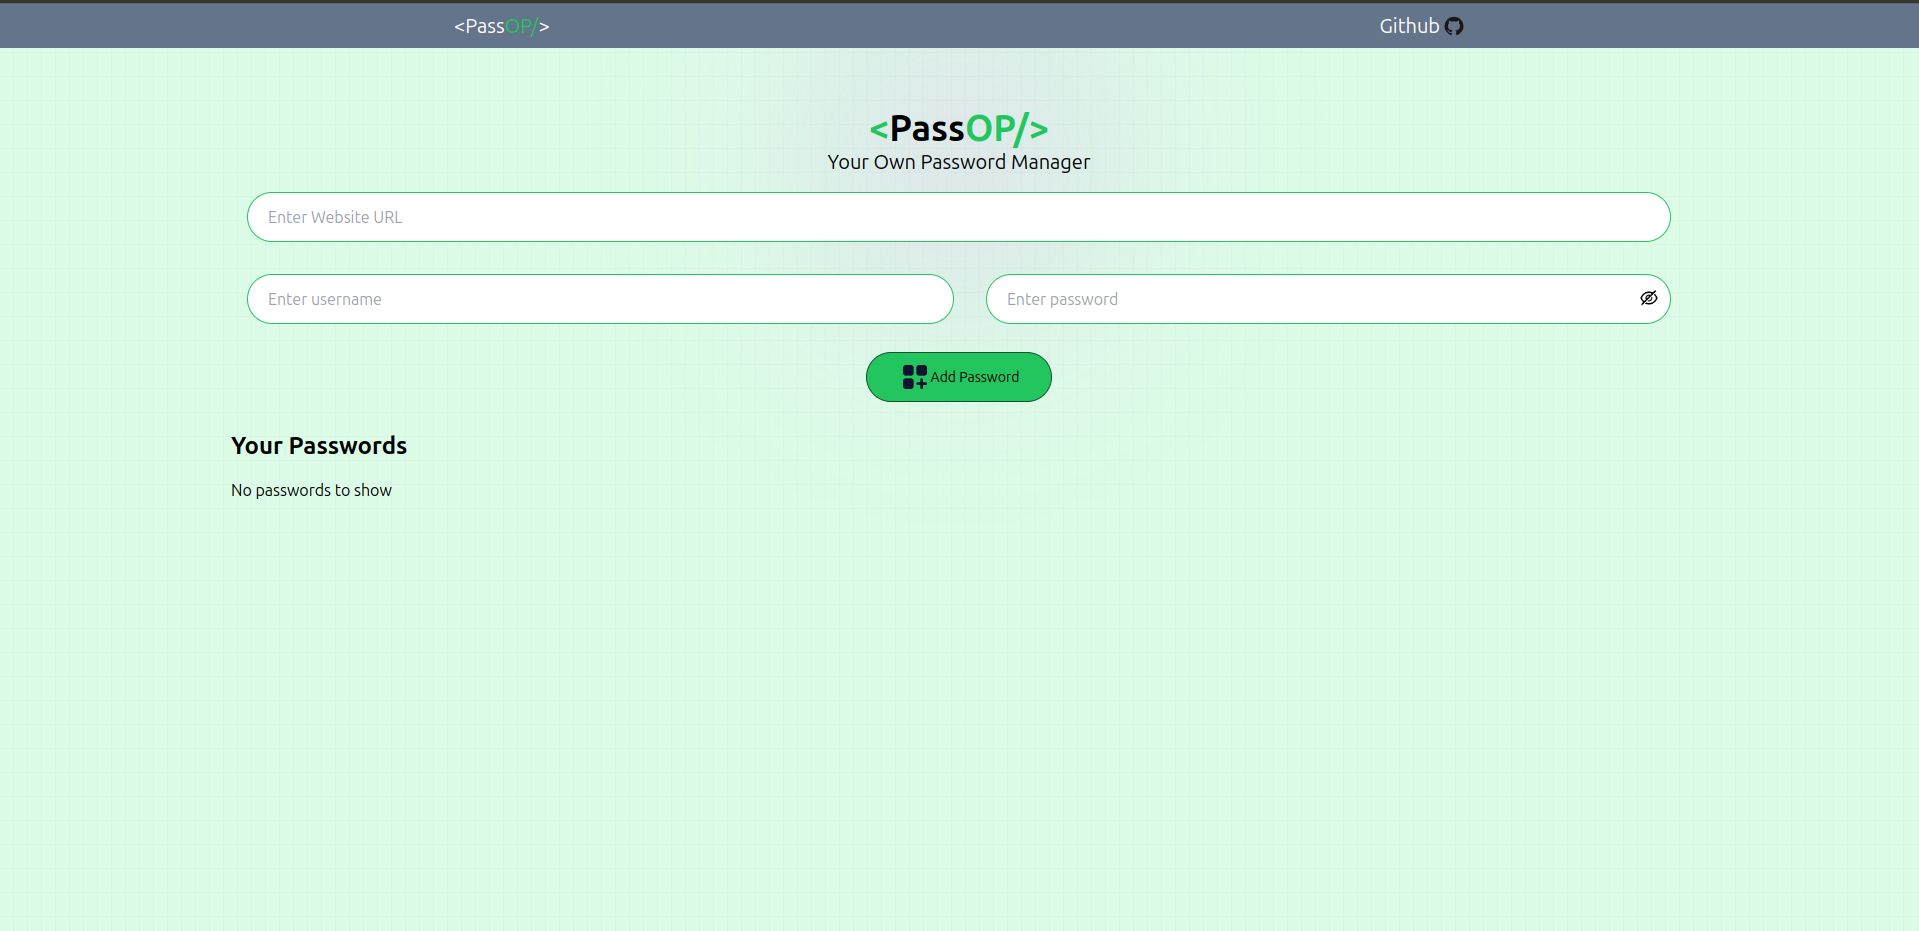 <PassOP/>
Github
<PassOP/>
Your Own Password Manager
Enter Website URL
Enter username
Enter password
Add Password
Your Passwords
No passwords to show